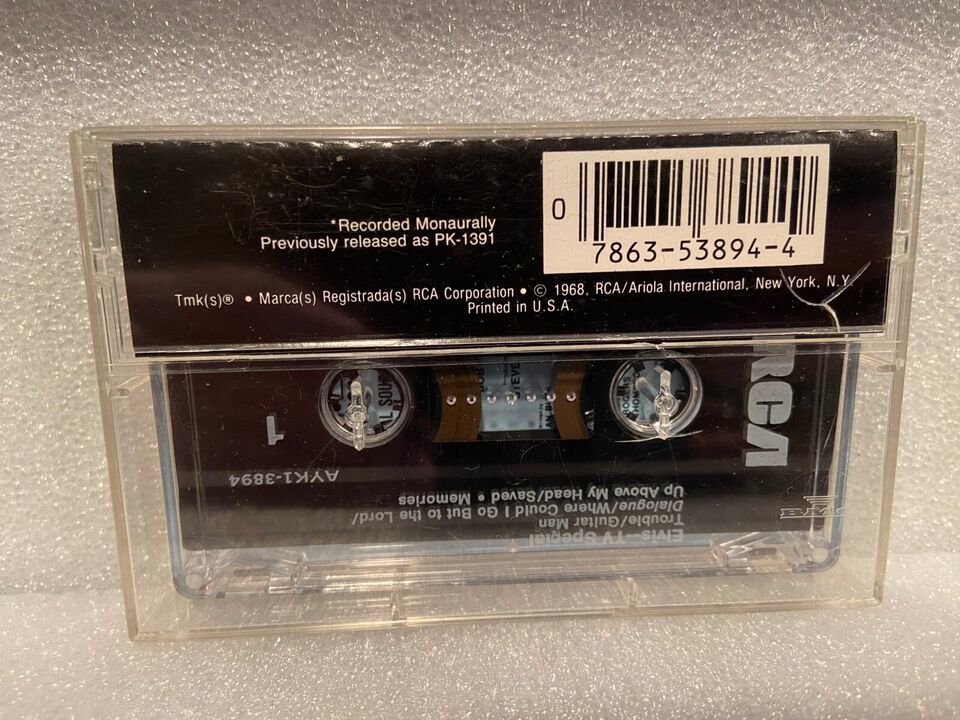 *Recorded Monaurally
Previously released as PK-1391
0
7863-53894-4
Tmk(s)® • Marca(s) Registrada(s) RCA Corporation • © 1968, RCA/Ariola International, New York, N.Y.
Printed in U.S.A.
RCA
1
AYK1-3894
BMG
Elvis—TV Special
Trouble/Guitar Man
Dialogue/Where Could I Go But to the Lord/
Up Above My Head/Saved • Memories
ROGERS